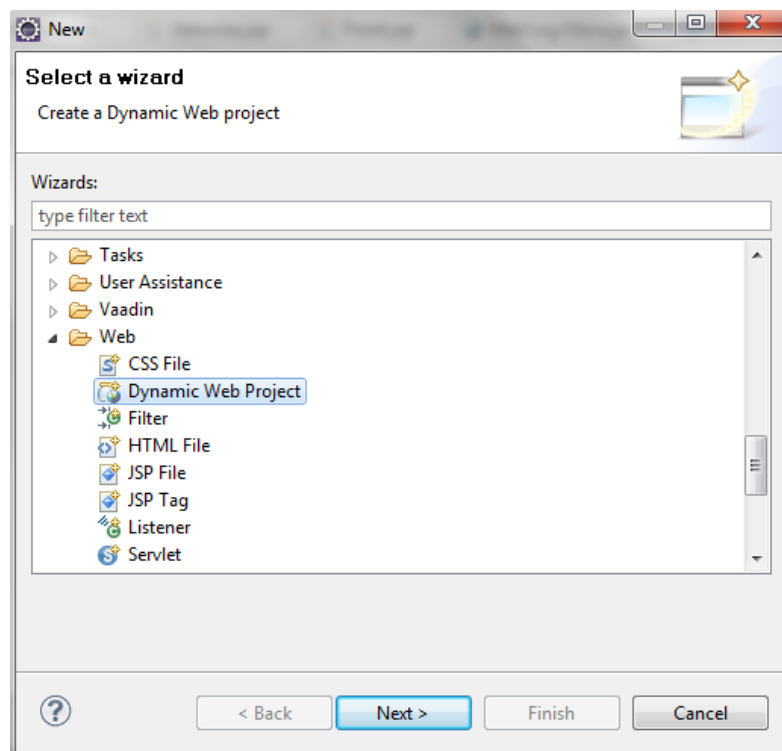 New
Select a wizard
Create a Dynamic Web project
Wizards:
type filter text
Tasks
User Assistance
Vaadin
Web
CSS File
Dynamic Web Project
Filter
HTML File
JSP File
JSP Tag
Listener
Servlet
? < Back Next > Finish Cancel